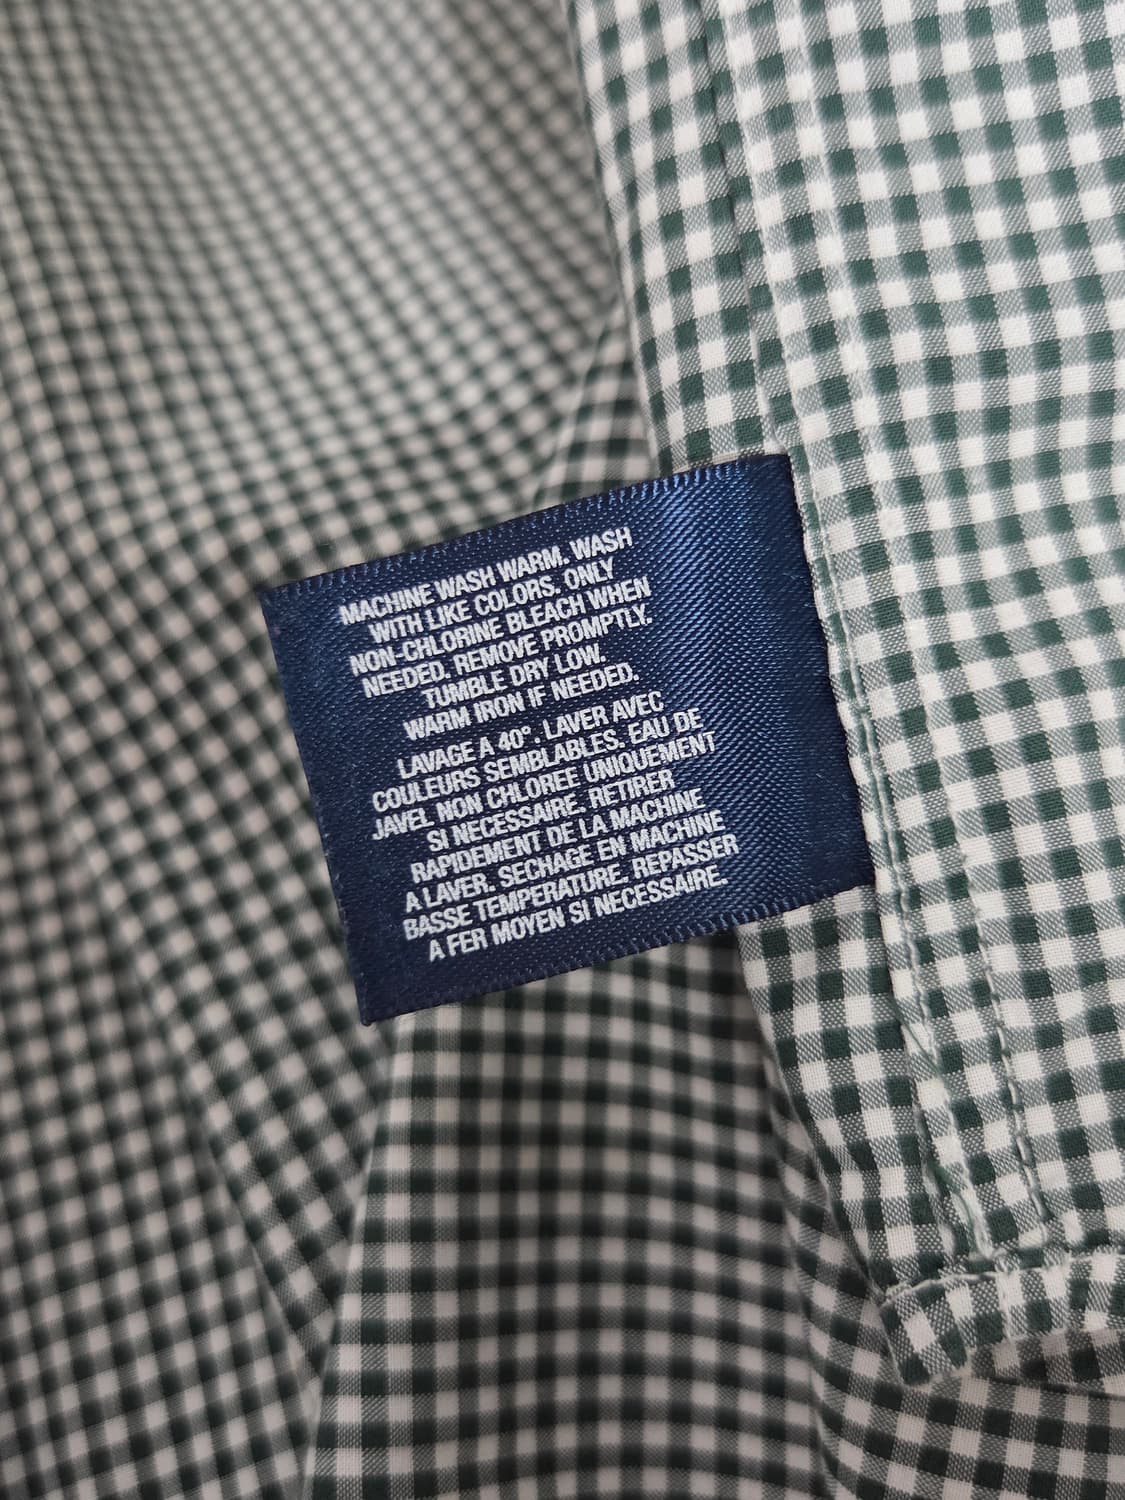 MACHINE WASH WARM. WASH
WITH LIKE COLORS. ONLY
NON-CHLORINE BLEACH WHEN
NEEDED. REMOVE PROMPTLY.
TUMBLE DRY LOW.
WARM IRON IF NEEDED.
LAVAGE A 40°. LAVER AVEC
COULEURS SEMBLABLES. EAU DE
JAVEL NON CHLOREE UNIQUEMENT
SI NECESSAIRE. RETIRER
RAPIDEMENT DE LA MACHINE
A LAVER. SECHAGE EN MACHINE
BASSE TEMPERATURE. REPASSER
A FER MOYEN SI NECESSAIRE.